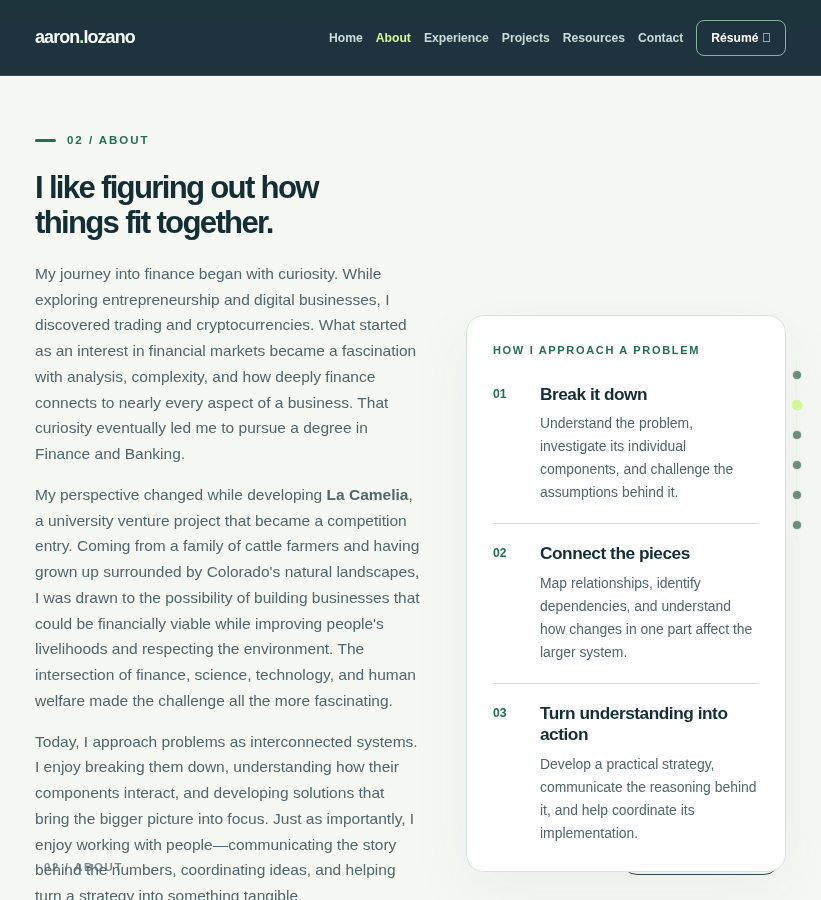 aaron.lozano
Home About Experience Projects Resources Contact Résumé
02 / ABOUT
I like figuring out how
things fit together.
My journey into finance began with curiosity. While
exploring entrepreneurship and digital businesses, I
discovered trading and cryptocurrencies. What started
as an interest in financial markets became a fascination
with analysis, complexity, and how deeply finance
connects to nearly every aspect of a business. That
curiosity eventually led me to pursue a degree in
Finance and Banking.
My perspective changed while developing La Camelia,
a university venture project that became a competition
entry. Coming from a family of cattle farmers and having
grown up surrounded by Colorado's natural landscapes,
I was drawn to the possibility of building businesses that
could be financially viable while improving people's
livelihoods and respecting the environment. The
intersection of finance, science, technology, and human
welfare made the challenge all the more fascinating.
Today, I approach problems as interconnected systems.
I enjoy breaking them down, understanding how their
components interact, and developing solutions that
bring the bigger picture into focus. Just as importantly, I
enjoy working with people—communicating the story
behind the numbers, coordinating ideas, and helping
turn a strategy into something tangible.
02 / ABOUT
HOW I APPROACH A PROBLEM
01
Break it down
Understand the problem,
investigate its individual
components, and challenge the
assumptions behind it.
02
Connect the pieces
Map relationships, identify
dependencies, and understand
how changes in one part affect the
larger system.
03
Turn understanding into
action
Develop a practical strategy,
communicate the reasoning behind
it, and help coordinate its
implementation.